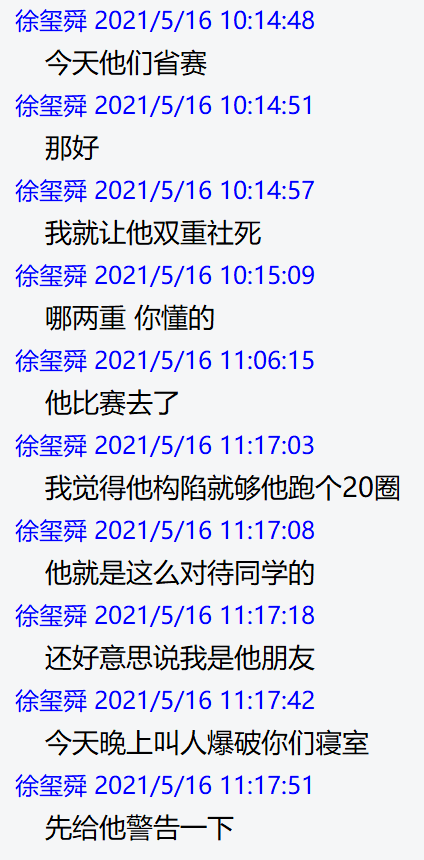 徐玺舜 2021/5/16 10:14:48
今天他们省赛
徐玺舜 2021/5/16 10:14:51
那好
徐玺舜 2021/5/16 10:14:57
我就让他双重社死
徐玺舜 2021/5/16 10:15:09
哪两重 你懂的
徐玺舜 2021/5/16 11:06:15
他比赛去了
徐玺舜 2021/5/16 11:17:03
我觉得他构陷就够他跑个20圈
徐玺舜 2021/5/16 11:17:08
他就是这么对待同学的
徐玺舜 2021/5/16 11:17:18
还好意思说我是他朋友
徐玺舜 2021/5/16 11:17:42
今天晚上叫人爆破你们寝室
徐玺舜 2021/5/16 11:17:51
先给他警告一下